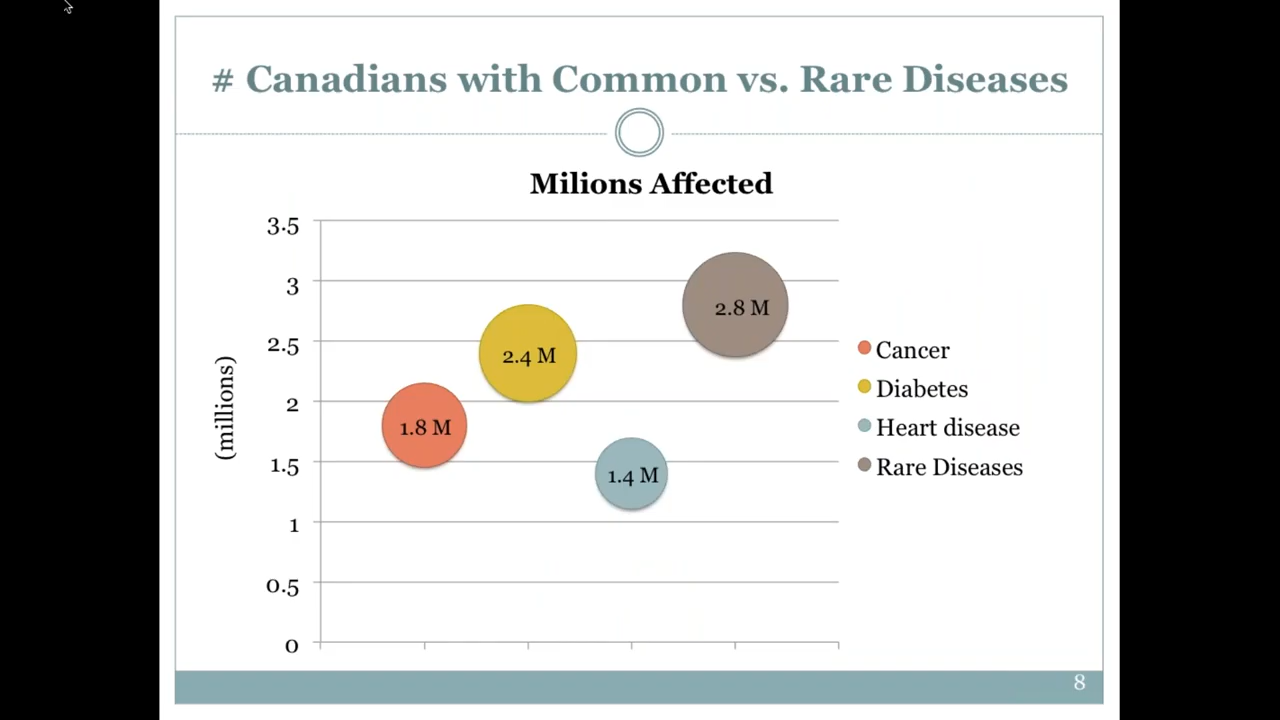 # Canadians with Common vs. Rare Diseases
Milions Affected
3.5
3
2.5
2
1.5
1
0.5
0
(millions)
1.8 M
2.4 M
1.4 M
2.8 M
Cancer
Diabetes
Heart disease
Rare Diseases
8